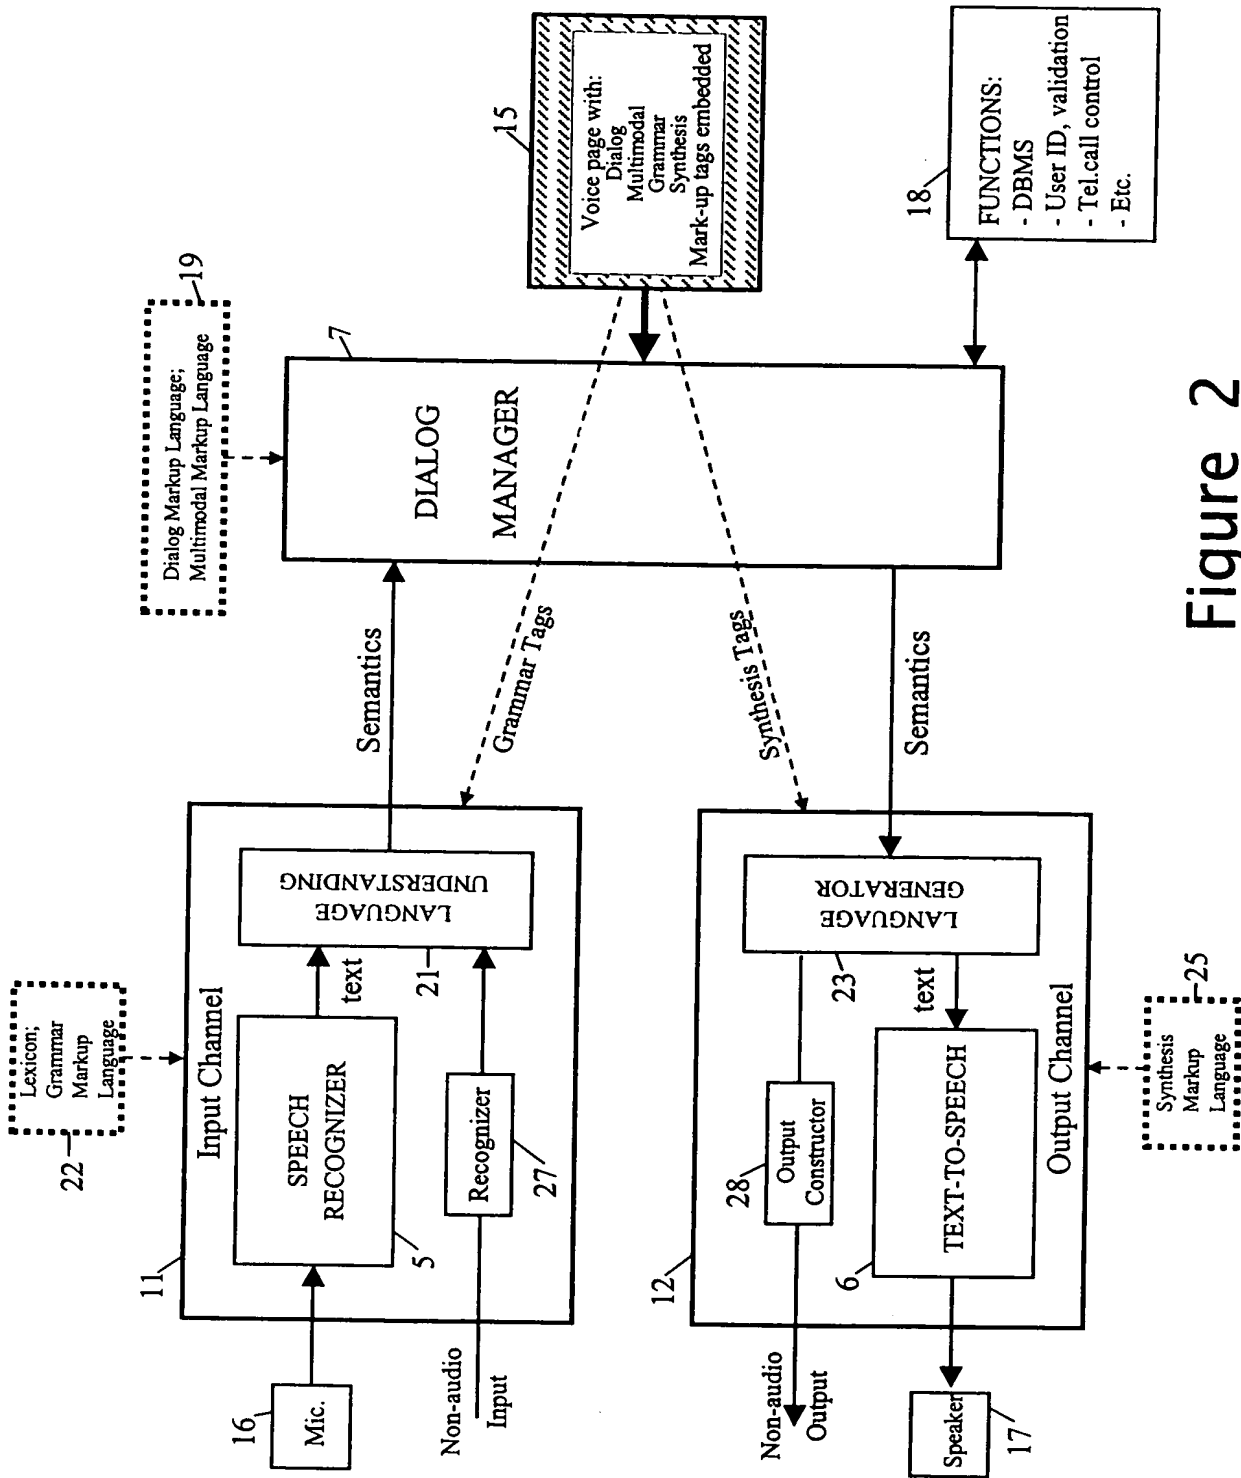 Lexicon;
Grammar
Markup
Language
22
Dialog Markup Language;
Multimodal Markup Language
19
16
Mic.
Non-audio
Input
11
Input Channel
SPEECH
RECOGNIZER
5
text
Recognizer
27
LANGUAGE
UNDERSTANDING
21
Semantics
Grammar Tags
DIALOG
MANAGER
7
15
Voice page with:
Dialog
Multimodal
Grammar
Synthesis
Mark-up tags embedded
18
FUNCTIONS:
- DBMS
- User ID, validation
- Tel.call control
- Etc.
Synthesis Tags
Semantics
12
LANGUAGE
GENERATOR
23
text
28
Output
Constructor
TEXT-TO-SPEECH
6
Output Channel
Non-audio
Output
Speaker
17
Synthesis
Markup
Language
25
Figure 2